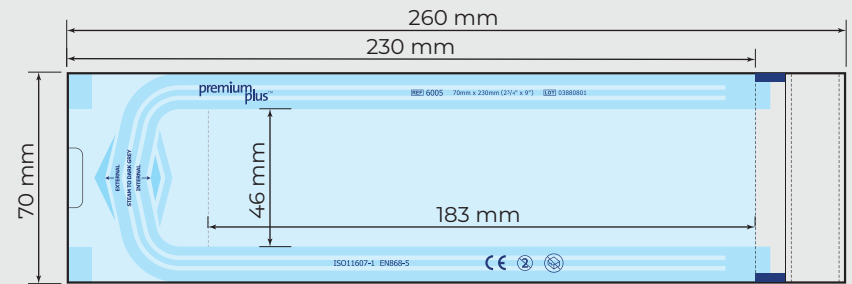 260 mm
230 mm
premium plus™
REF 6005 70mm x 230mm (2³/₄" x 9") LOT 03880801
70 mm
EXTERNAL
STEAM TO DARK GREY
INTERNAL
46 mm
183 mm
ISO11607-1 EN868-5 CE 2